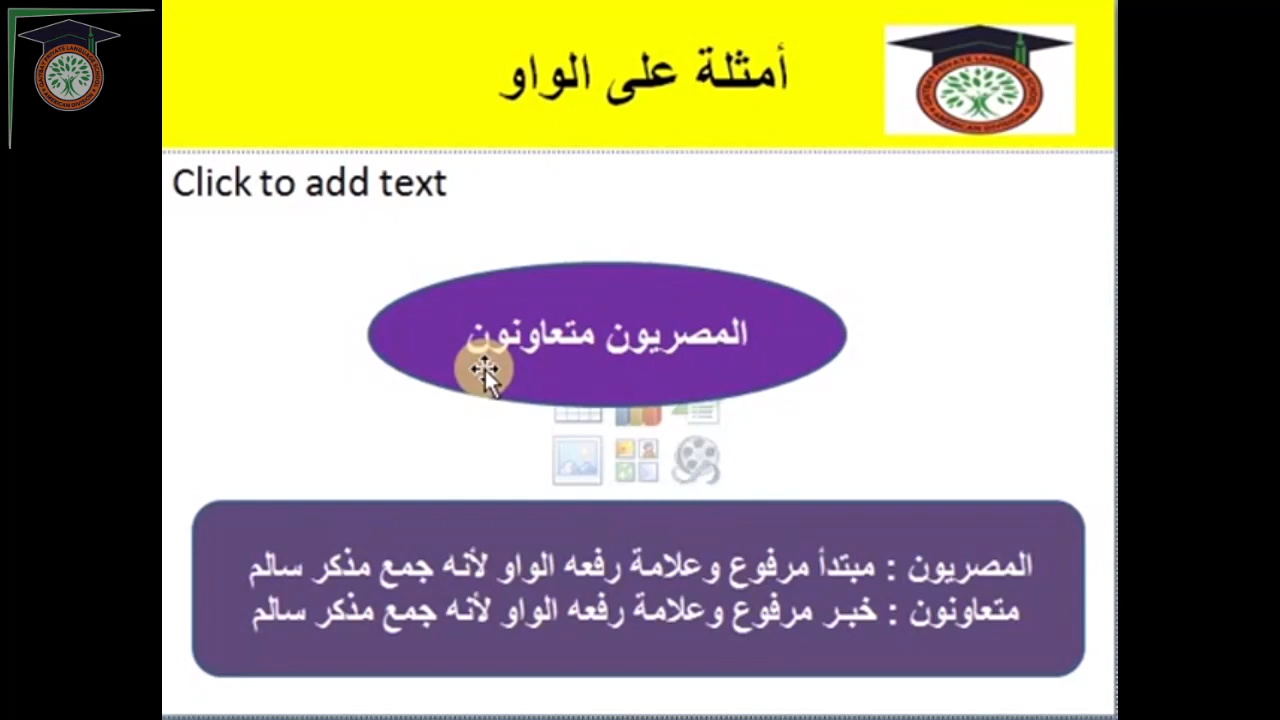 أمثلة على الواو
Click to add text
المصريون متعاونون
المصريون : مبتدأ مرفوع وعلامة رفعه الواو لأنه جمع مذكر سالم
متعاونون : خبر مرفوع وعلامة رفعه الواو لأنه جمع مذكر سالم